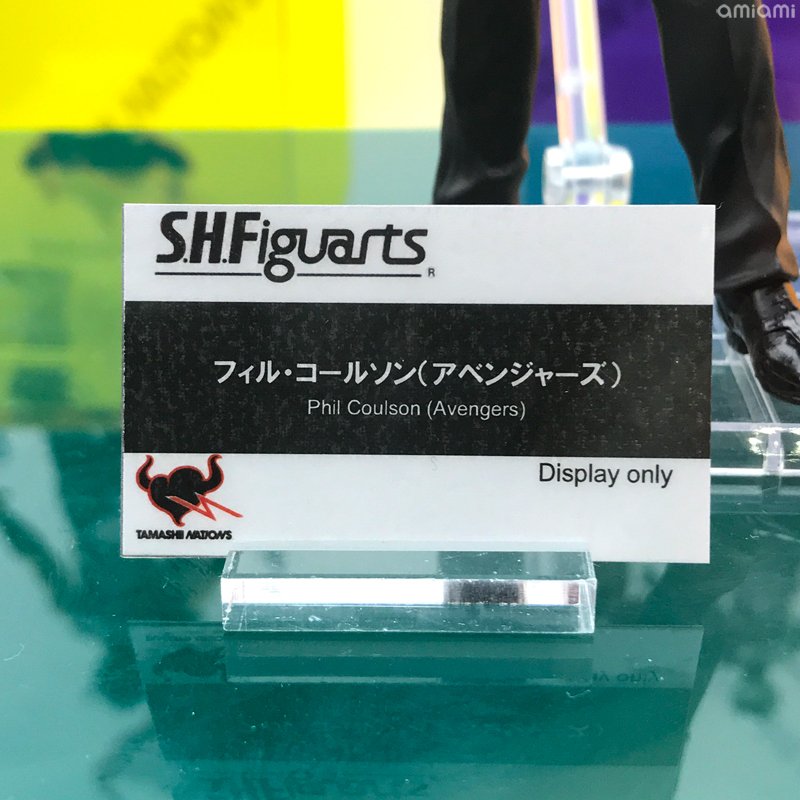 amiami
S.H.Figuarts
R
フィル・コールソン（アベンジャーズ）
Phil Coulson (Avengers)
Display only
TAMASHII NATIONS